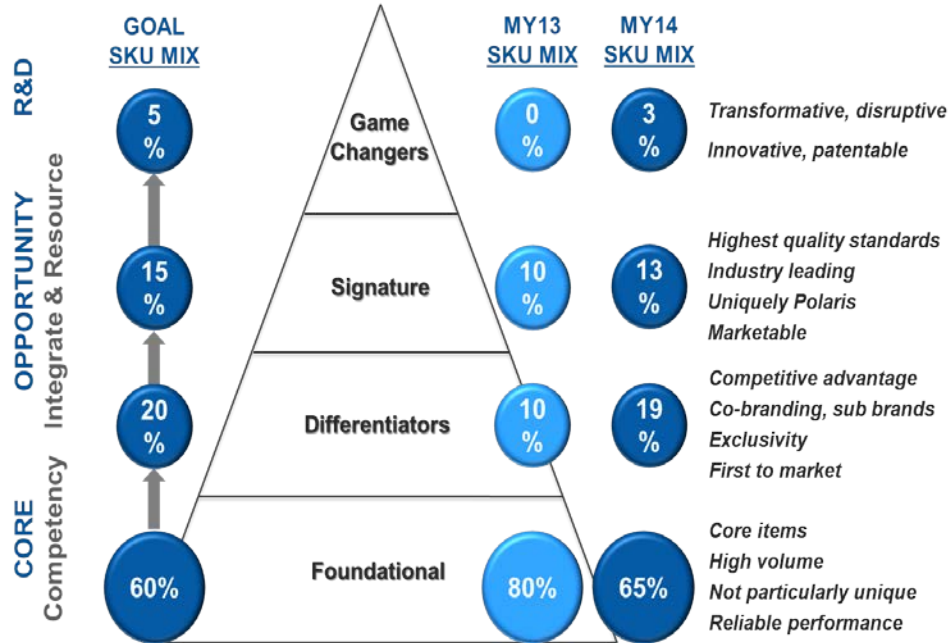 GOAL
SKU MIX
MY13
SKU MIX
MY14
SKU MIX
R&D
5
%
Game
Changers
0
%
3
%
Transformative, disruptive
Innovative, patentable
OPPORTUNITY
Integrate & Resource
15
%
Signature
10
%
13
%
Highest quality standards
Industry leading
Uniquely Polaris
Marketable
20
%
Differentiators
10
%
19
%
Competitive advantage
Co-branding, sub brands
Exclusivity
First to market
CORE
Competency
60%
Foundational
80%
65%
Core items
High volume
Not particularly unique
Reliable performance